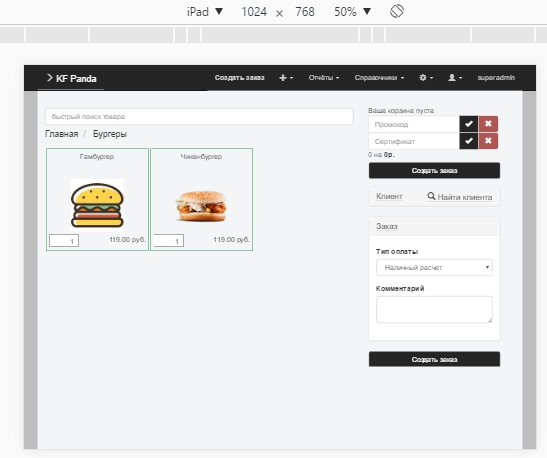 iPad ▼ 1024 × 768 50% ▼
KF Panda Создать заказ Отчёты Справочники superadmin
быстрый поиск товара
Главная / Бургеры
Гамбургер
1 119.00 руб.
Чикенбургер
1 119.00 руб.
Ваша корзина пуста
Промокод
Сертификат
0 на 0р.
Создать заказ
Клиент Найти клиента
Заказ
Тип оплаты
Наличный расчет
Комментарий
Создать заказ